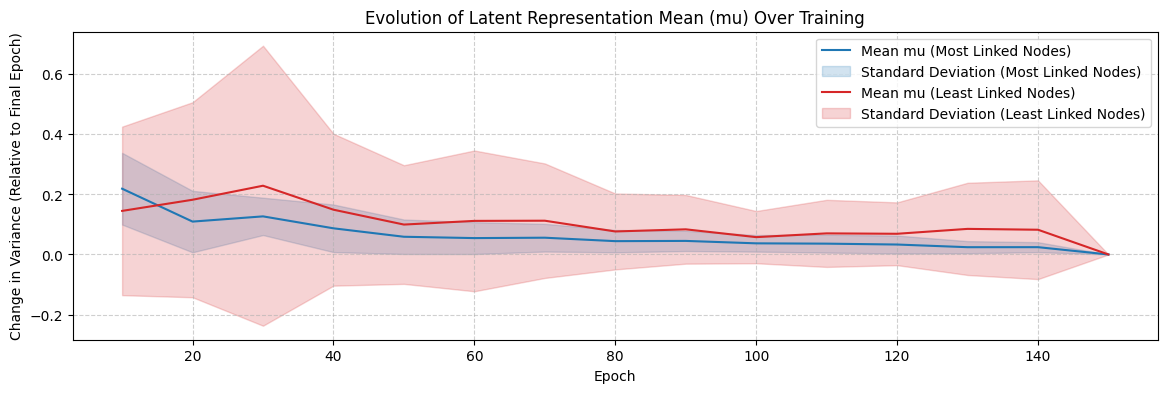 Evolution of Latent Representation Mean (mu) Over Training
Change in Variance (Relative to Final Epoch)
0.6
0.4
0.2
0.0
−0.2
Mean mu (Most Linked Nodes)
Standard Deviation (Most Linked Nodes)
Mean mu (Least Linked Nodes)
Standard Deviation (Least Linked Nodes)
20 40 60 80 100 120 140
Epoch